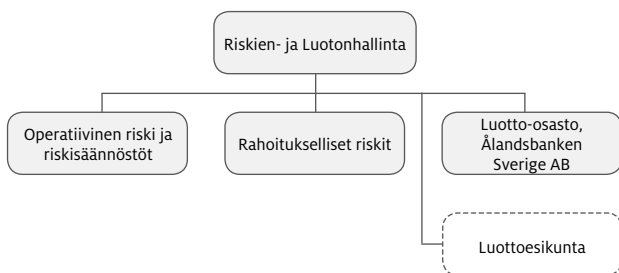 Riskien- ja Luotonhallinta
Operatiivinen riski ja
riskisäännöstöt
Rahoitukselliset riskit
Luotto-osasto,
Ålandsbanken
Sverige AB
Luottoesikunta